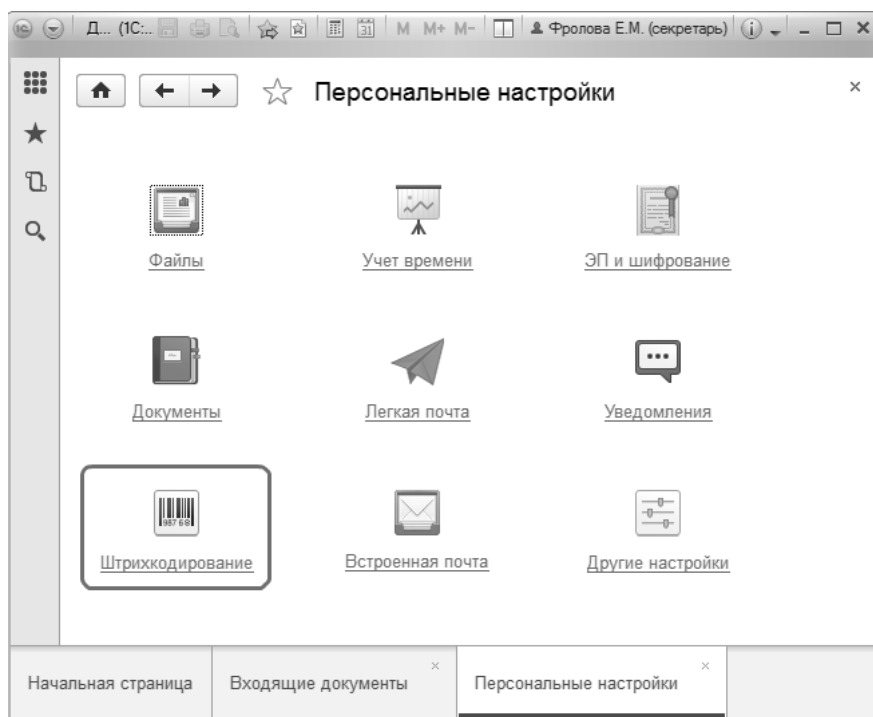 Д... (1С:.. 31 M M+ M- Фролова Е.М. (секретарь)
Персональные настройки
Файлы Учет времени ЭП и шифрование
Документы Легкая почта Уведомления
Штрихкодирование Встроенная почта Другие настройки
Начальная страница Входящие документы Персональные настройки